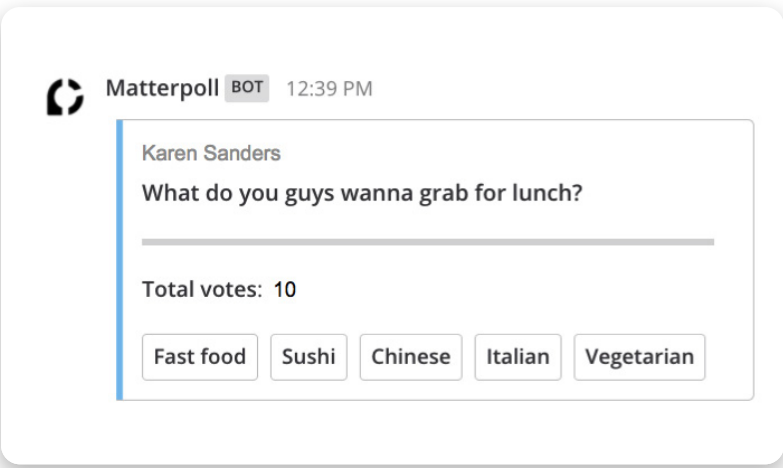 Matterpoll BOT 12:39 PM
Karen Sanders
What do you guys wanna grab for lunch?
Total votes: 10
Fast food Sushi Chinese Italian Vegetarian